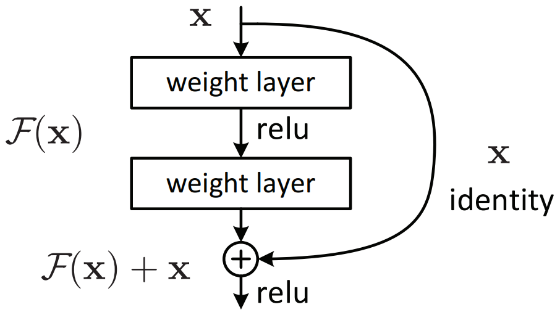 x
weight layer
relu
F(x)
x
weight layer
identity
F(x) + x
+
relu